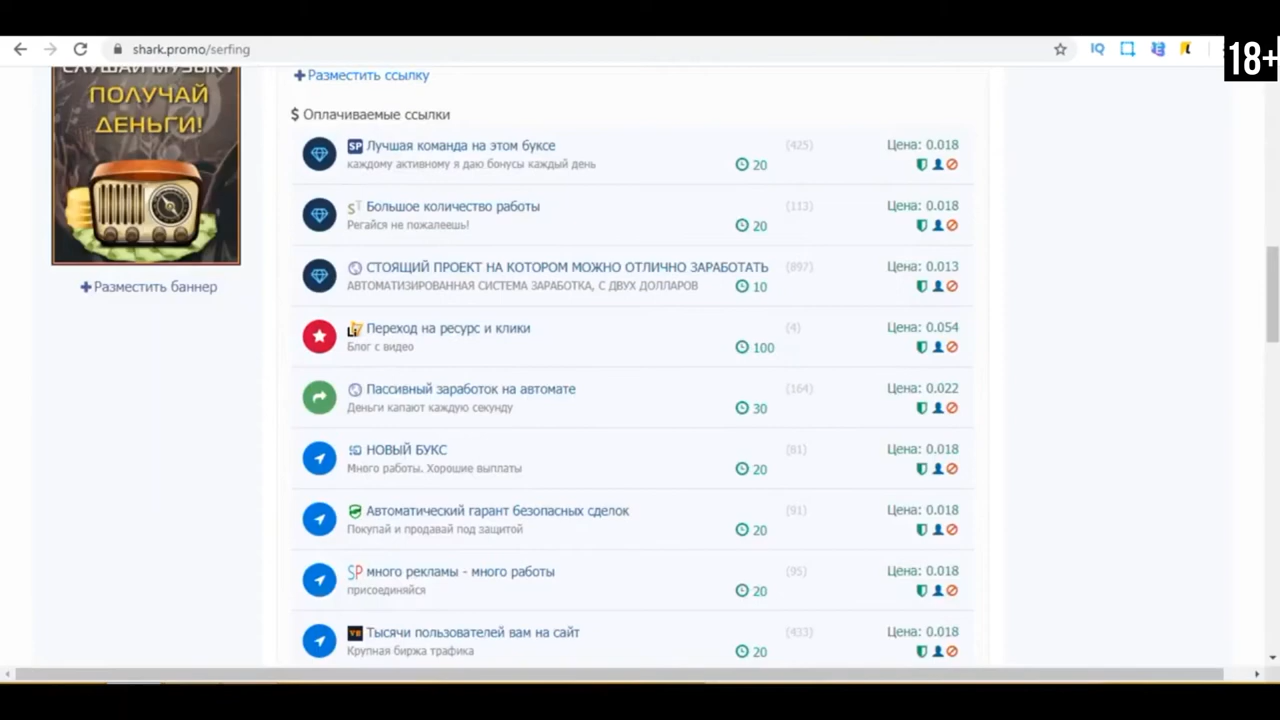 shark.promo/serfing
18+
СЛУШАЙ МУЗЫКУ
ПОЛУЧАЙ
ДЕНЬГИ!
Разместить баннер
Разместить ссылку
$ Оплачиваемые ссылки
SP Лучшая команда на этом буксе (425) Цена: 0.018
каждому активному я даю бонусы каждый день 20
ST Большое количество работы (113) Цена: 0.018
Регайся не пожалеешь! 20
СТОЯЩИЙ ПРОЕКТ НА КОТОРОМ МОЖНО ОТЛИЧНО ЗАРАБОТАТЬ (897) Цена: 0.013
АВТОМАТИЗИРОВАННАЯ СИСТЕМА ЗАРАБОТКА, С ДВУХ ДОЛЛАРОВ 10
Переход на ресурс и клики (4) Цена: 0.054
Блог с видео 100
Пассивный заработок на автомате (164) Цена: 0.022
Деньги капают каждую секунду 30
НОВЫЙ БУКС (81) Цена: 0.018
Много работы. Хорошие выплаты 20
Автоматический гарант безопасных сделок (91) Цена: 0.018
Покупай и продавай под защитой 20
SP много рекламы - много работы (95) Цена: 0.018
присоединяйся 20
Тысячи пользователей вам на сайт (433) Цена: 0.018
Крупная биржа трафика 20